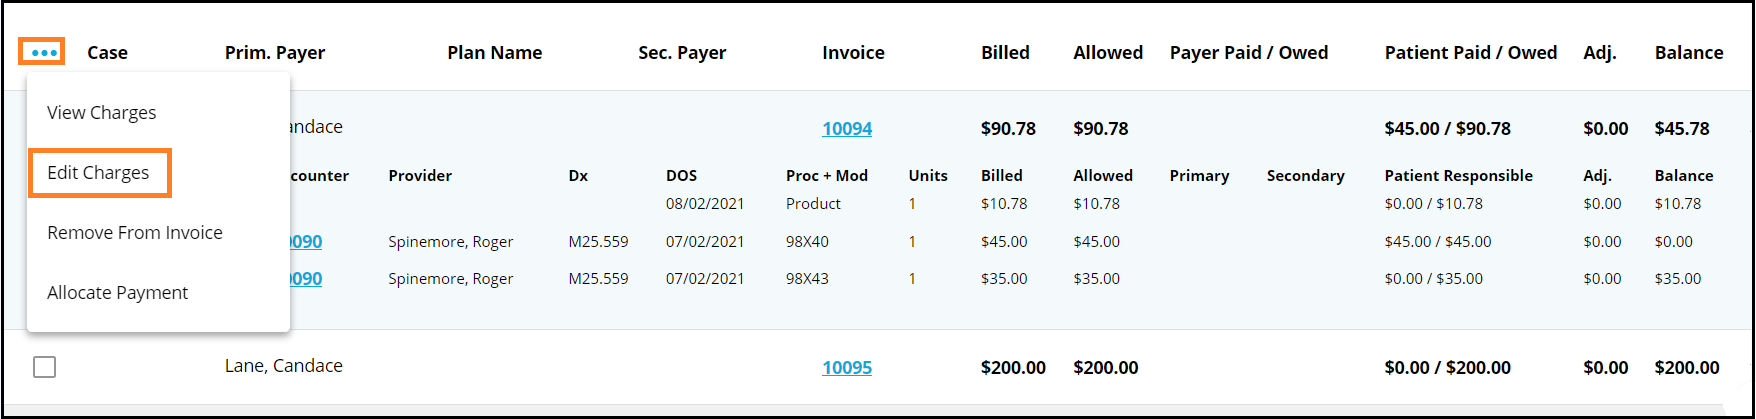 Case Prim. Payer Plan Name Sec. Payer Invoice Billed Allowed Payer Paid / Owed Patient Paid / Owed Adj. Balance
View Charges
10094 $90.78 $90.78 $45.00 / $90.78 $0.00 $45.78
Edit Charges
Provider Dx DOS Proc + Mod Units Billed Allowed Primary Secondary Patient Responsible Adj. Balance
08/02/2021 Product 1 $10.78 $10.78 $0.00 / $10.78 $0.00 $10.78
Remove From Invoice
0090 Spinemore, Roger M25.559 07/02/2021 98X40 1 $45.00 $45.00 $45.00 / $45.00 $0.00 $0.00
0090 Spinemore, Roger M25.559 07/02/2021 98X43 1 $35.00 $35.00 $0.00 / $35.00 $0.00 $35.00
Allocate Payment
Lane, Candace 10095 $200.00 $200.00 $0.00 / $200.00 $0.00 $200.00